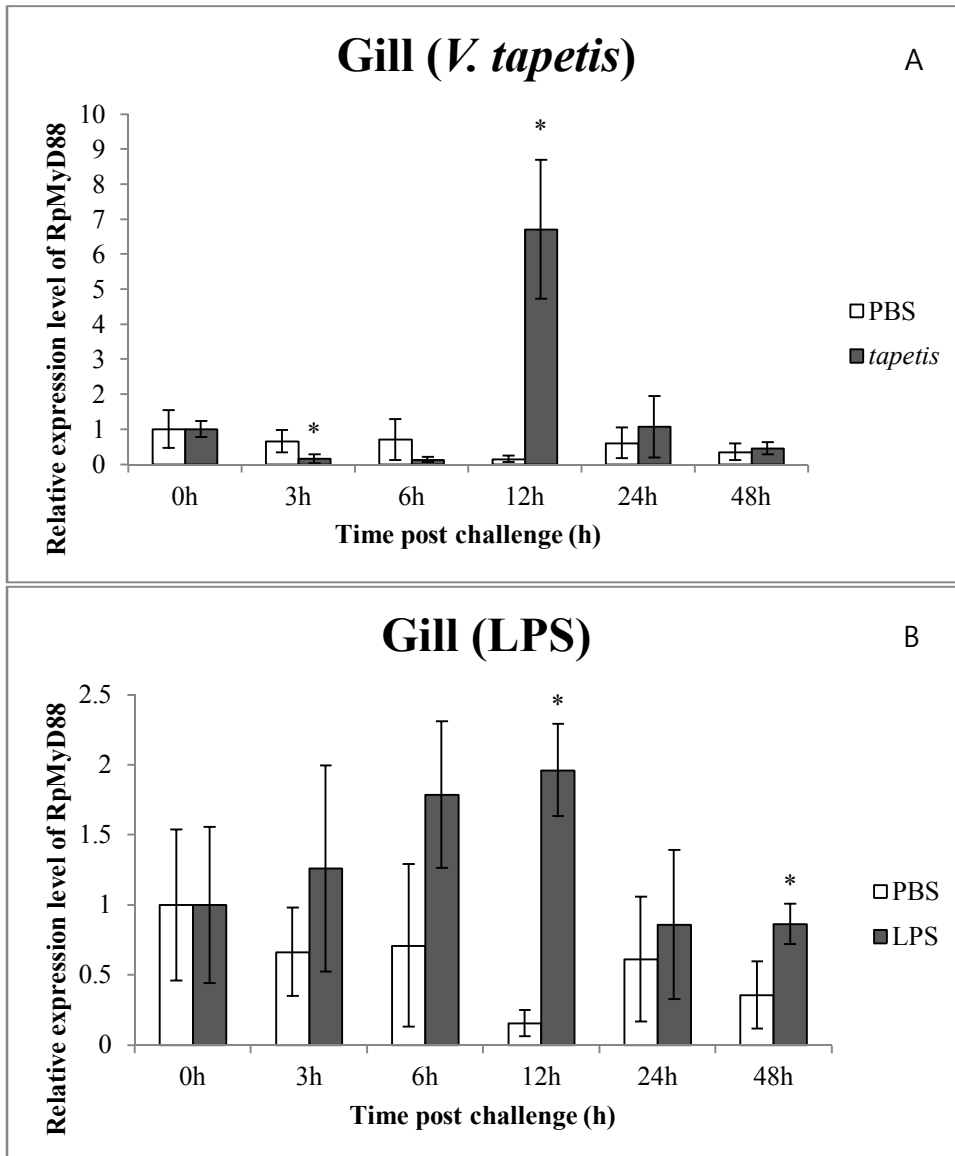 Gill (V. tapetis)
A
Relative expression level of RpMyD88
10
9
8
7
6
5
4
3
2
1
0
*
*
0h 3h 6h 12h 24h 48h
Time post challenge (h)
PBS
tapetis
Gill (LPS)
B
Relative expression level of RpMyD88
2.5
2
1.5
1
0.5
0
*
*
0h 3h 6h 12h 24h 48h
Time post challenge (h)
PBS
LPS